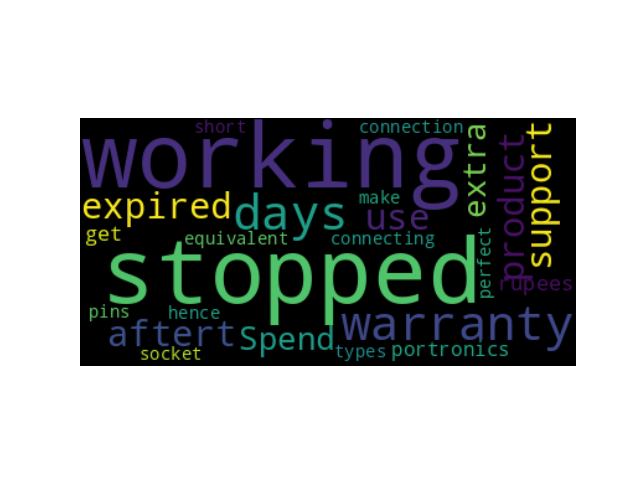 short
connection
working
extra
product
support
expired
days
make
use
get
equivalent
connecting
perfect
stopped
rupees
pins
hence
aftert
Spend
warranty
socket
types
portronics